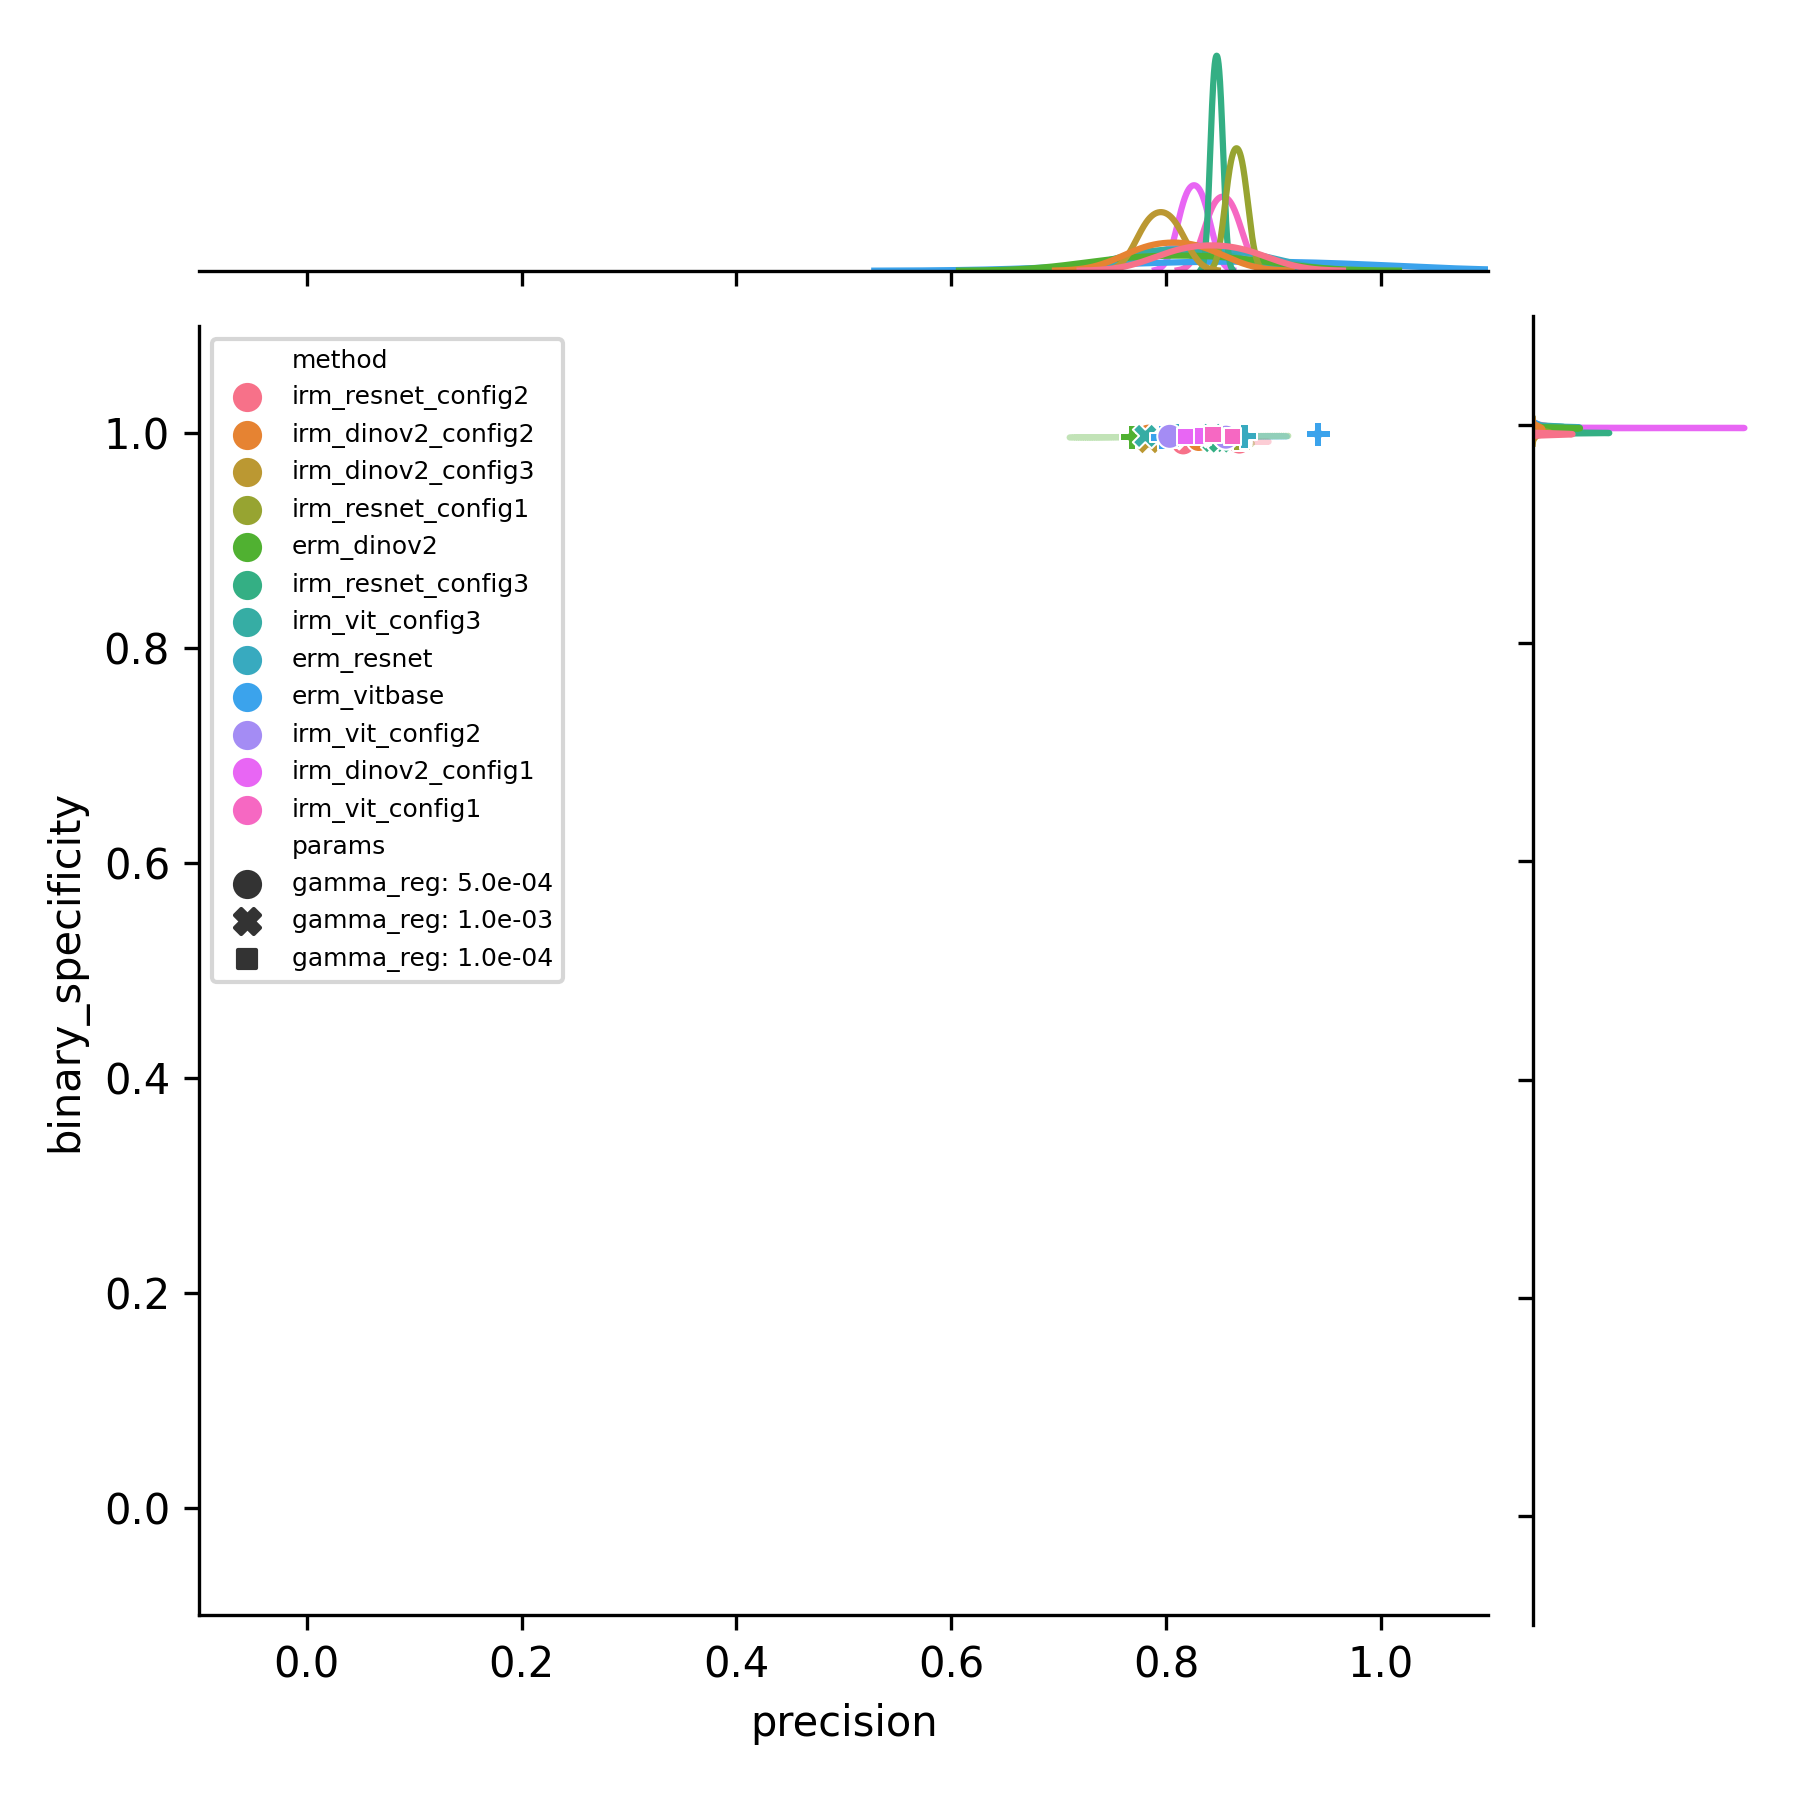 method
irm_resnet_config2
irm_dinov2_config2
irm_dinov2_config3
irm_resnet_config1
erm_dinov2
irm_resnet_config3
irm_vit_config3
erm_resnet
erm_vitbase
irm_vit_config2
irm_dinov2_config1
irm_vit_config1
params
gamma_reg: 5.0e-04
gamma_reg: 1.0e-03
gamma_reg: 1.0e-04
1.0
0.8
0.6
0.4
0.2
0.0
binary_specificity
0.0 0.2 0.4 0.6 0.8 1.0
precision